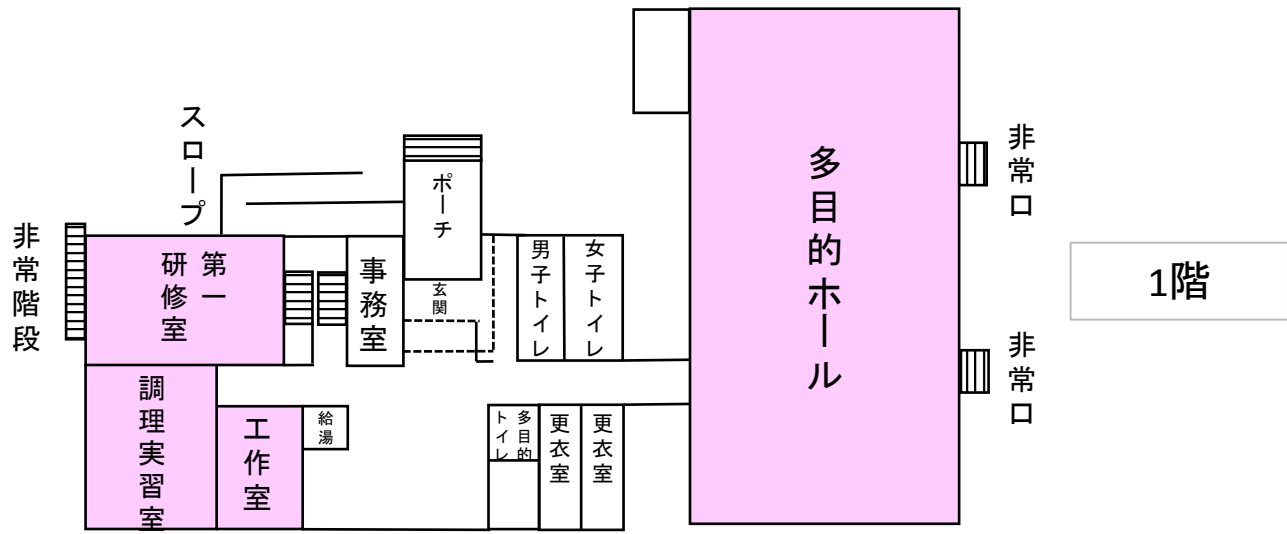 スロープ
非常階段
第一
研修室
事務室
ポーチ
玄関
男子トイレ
女子トイレ
多目的ホール
非常口
非常口
1階
調理実習室
工作室
給湯
多目的
トイレ
更衣室
更衣室